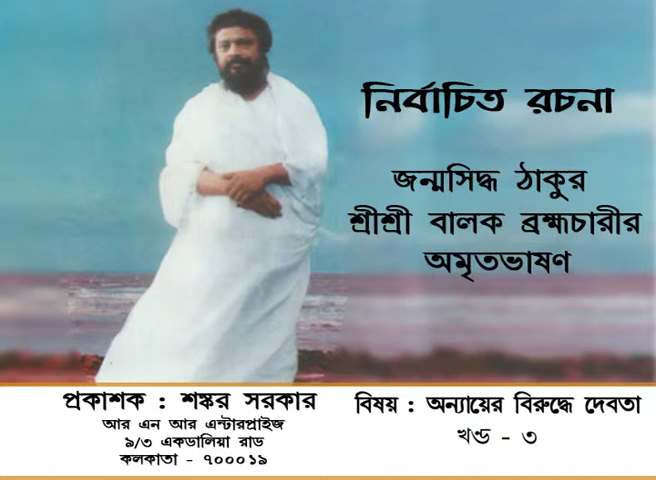 নির্বাচিত রচনা
জন্মসিদ্ধ ঠাকুর
শ্রীশ্রী বালক ব্রহ্মচারীর
অমৃতভাষণ
প্রকাশক : শঙ্কর সরকার
আর এন আর এন্টারপ্রাইজ
৯/৩ একডালিয়া রাড
কলকাতা - ৭০০০১৯
বিষয় : অন্যায়ের বিরুদ্ধে দেবতা
খন্ড - ৩